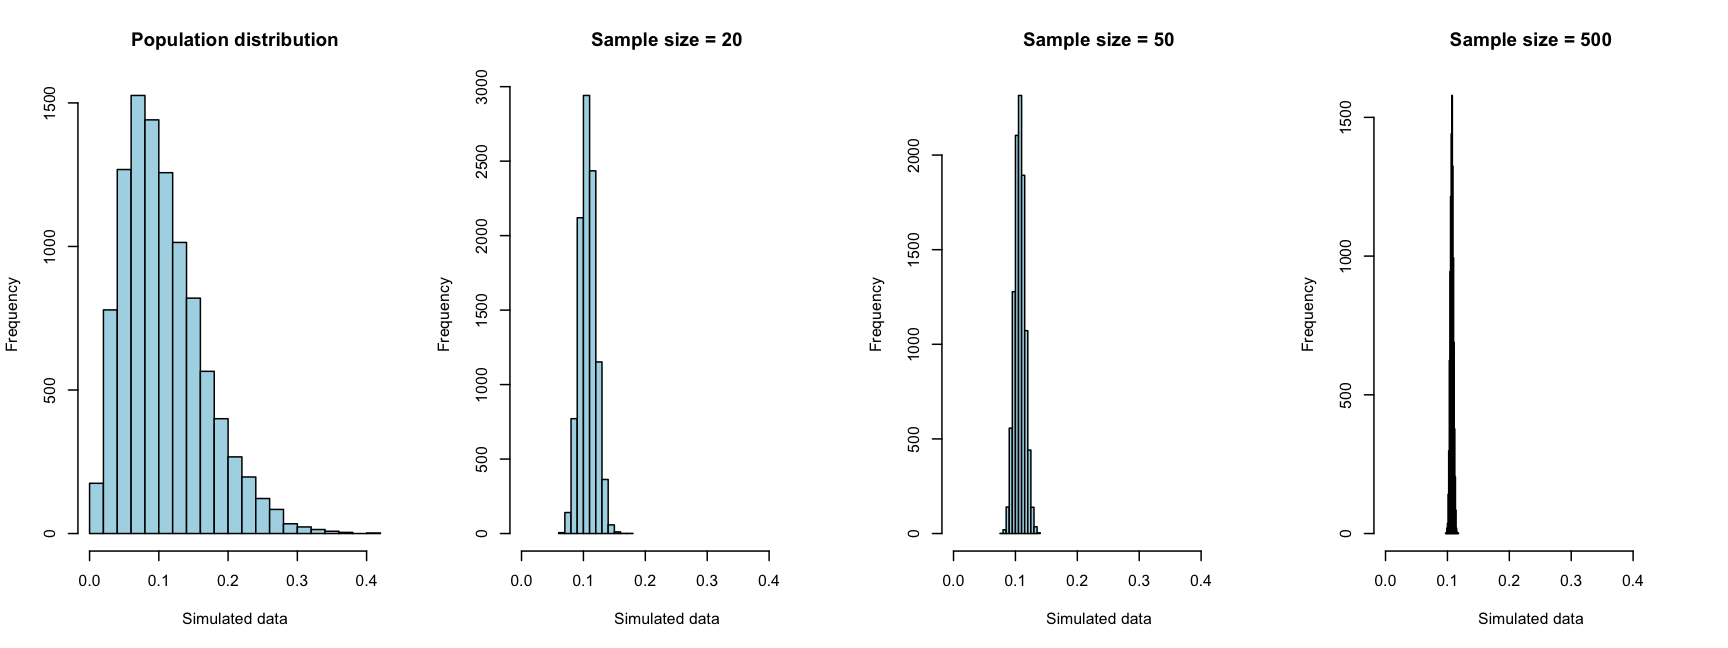 Population distribution
Frequency
1500
1000
500
0
0.0 0.1 0.2 0.3 0.4
Simulated data
Sample size = 20
Frequency
3000
2500
2000
1500
1000
500
0
0.0 0.1 0.2 0.3 0.4
Simulated data
Sample size = 50
Frequency
2000
1500
1000
500
0
0.0 0.1 0.2 0.3 0.4
Simulated data
Sample size = 500
Frequency
1500
1000
500
0
0.0 0.1 0.2 0.3 0.4
Simulated data